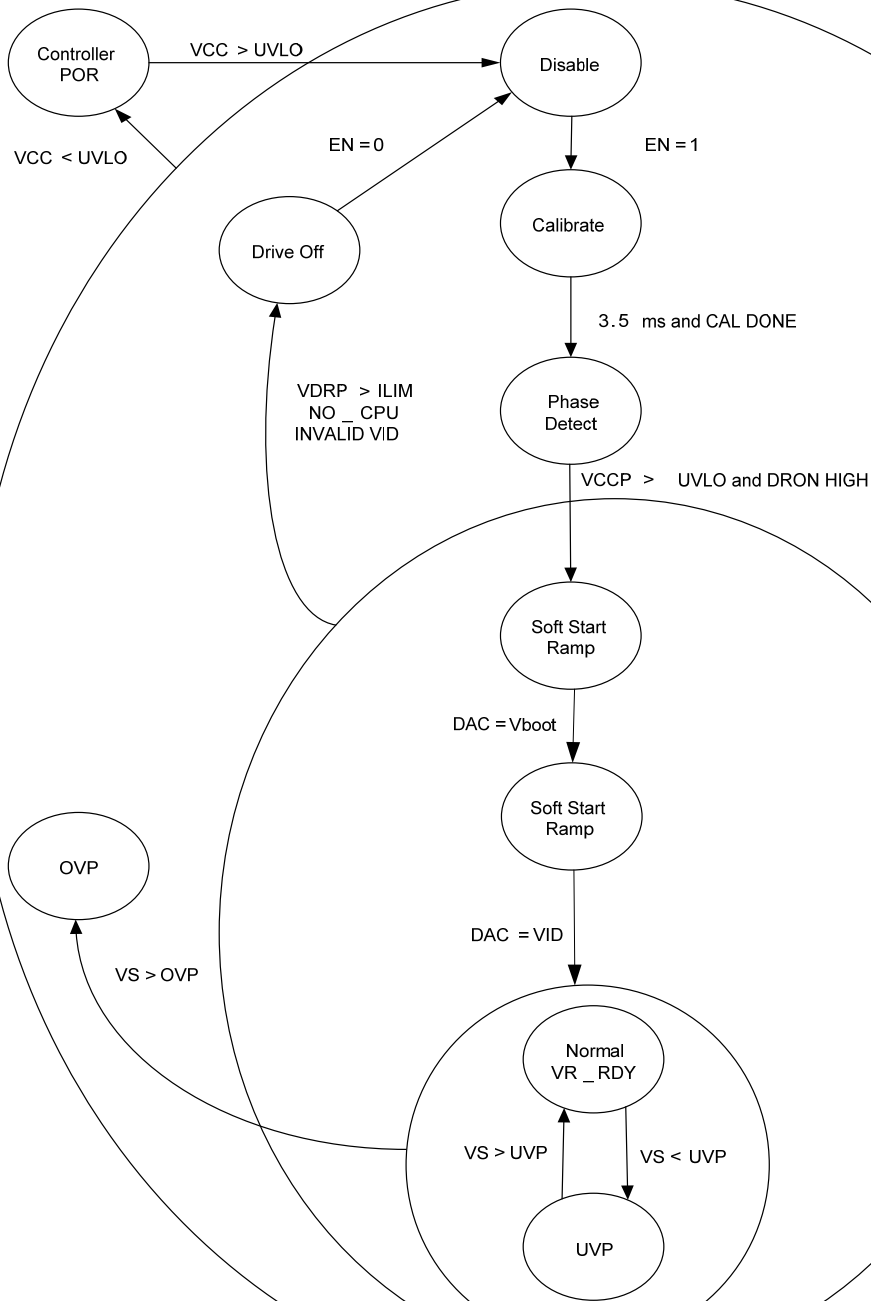 Controller
POR
VCC > UVLO
Disable
VCC < UVLO
EN = 0
EN = 1
Drive Off
Calibrate
3.5 ms and CAL DONE
VDRP > ILIM
NO _ CPU
INVALID VID
Phase
Detect
VCCP > UVLO and DRON HIGH
Soft Start
Ramp
DAC = Vboot
Soft Start
Ramp
OVP
DAC = VID
VS > OVP
Normal
VR _ RDY
VS > UVP
VS < UVP
UVP